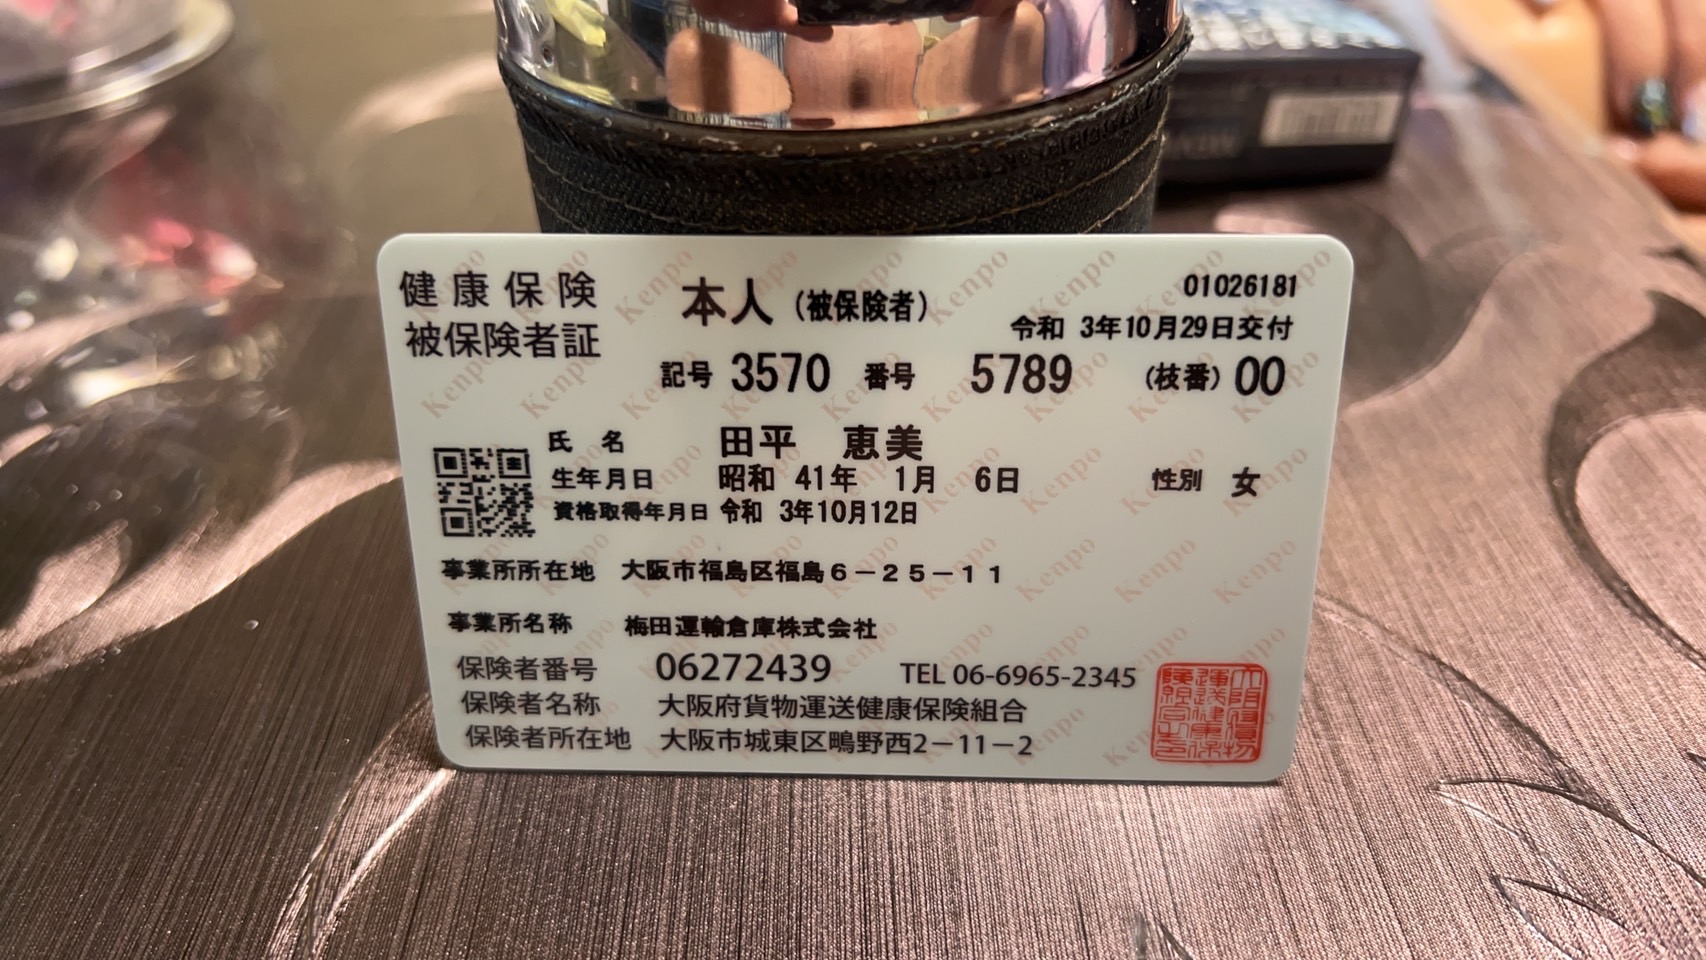 健康保険
被保険者証
本人(被保険者)
01026181
令和 3年10月29日交付
記号 3570 番号 5789 (枝番) 00
氏 名 田平 恵美
生年月日 昭和 41年 1月 6日 性別 女
資格取得年月日 令和 3年10月12日
事業所所在地 大阪市福島区福島6-25-11
事業所名称 梅田運輸倉庫株式会社
保険者番号 06272439 TEL 06-6965-2345
保険者名称 大阪府貨物運送健康保険組合
保険者所在地 大阪市城東区鴫野西2-11-2
Kenpo